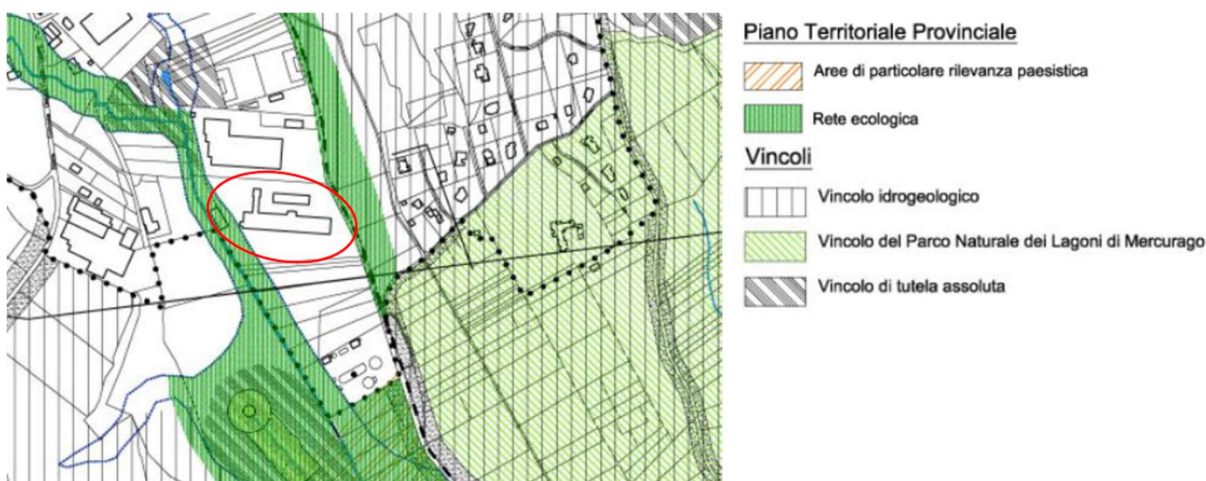 Piano Territoriale Provinciale
Aree di particolare rilevanza paesistica
Rete ecologica
Vincoli
Vincolo idrogeologico
Vincolo del Parco Naturale dei Lagoni di Mercurago
Vincolo di tutela assoluta